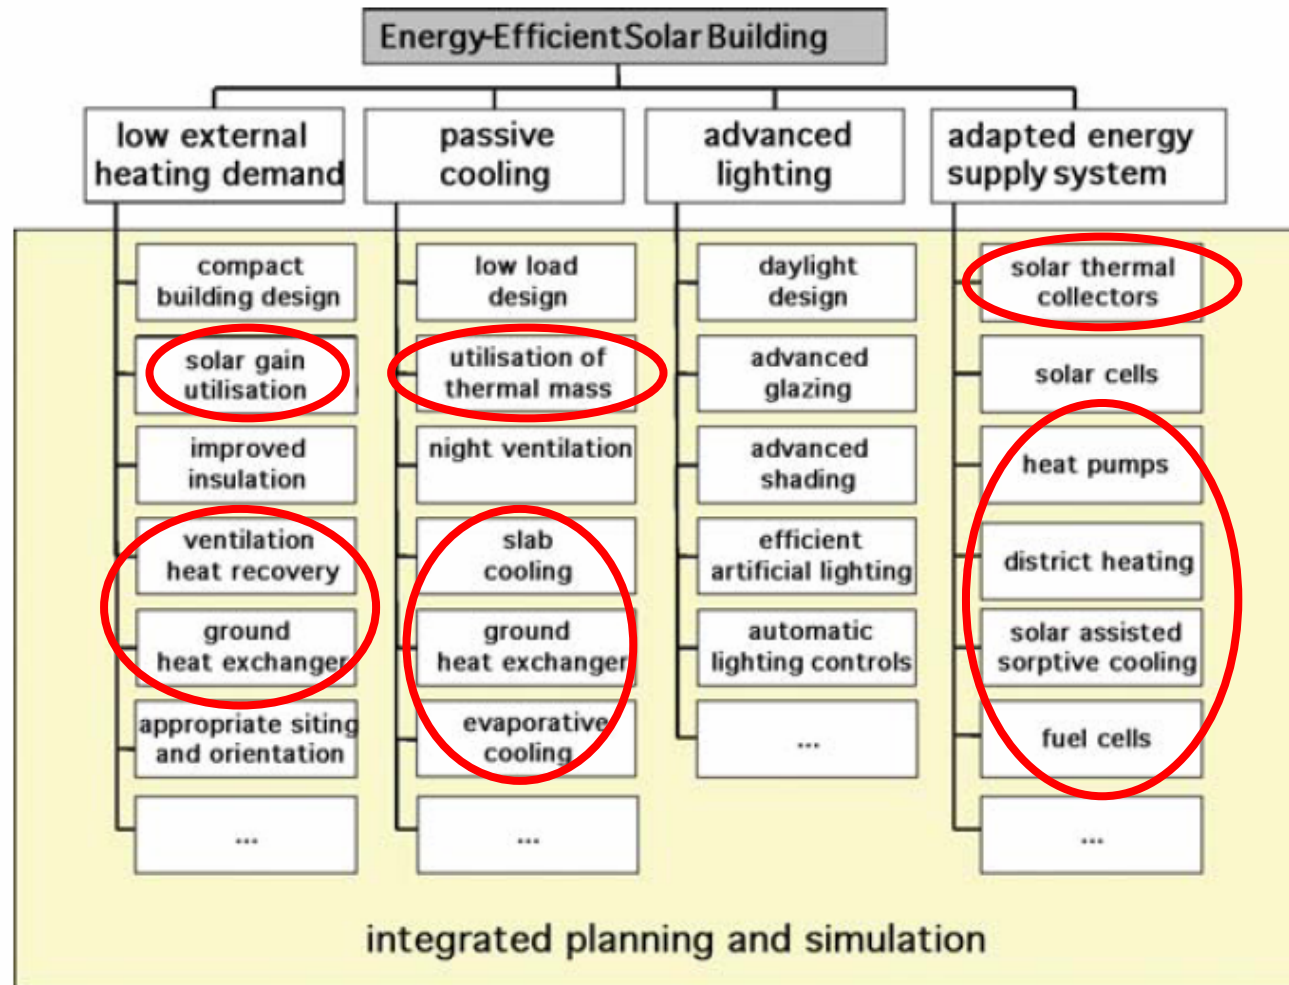 Energy-Efficient Solar Building
low external
heating demand
passive
cooling
advanced
lighting
adapted energy
supply system
compact
building design
solar gain
utilisation
improved
insulation
ventilation
heat recovery
ground
heat exchanger
appropriate siting
and orientation
...
low load
design
utilisation of
thermal mass
night ventilation
slab
cooling
ground
heat exchanger
evaporative
cooling
...
daylight
design
advanced
glazing
advanced
shading
efficient
artificial lighting
automatic
lighting controls
...
solar thermal
collectors
solar cells
heat pumps
district heating
solar assisted
sorptive cooling
fuel cells
...
integrated planning and simulation